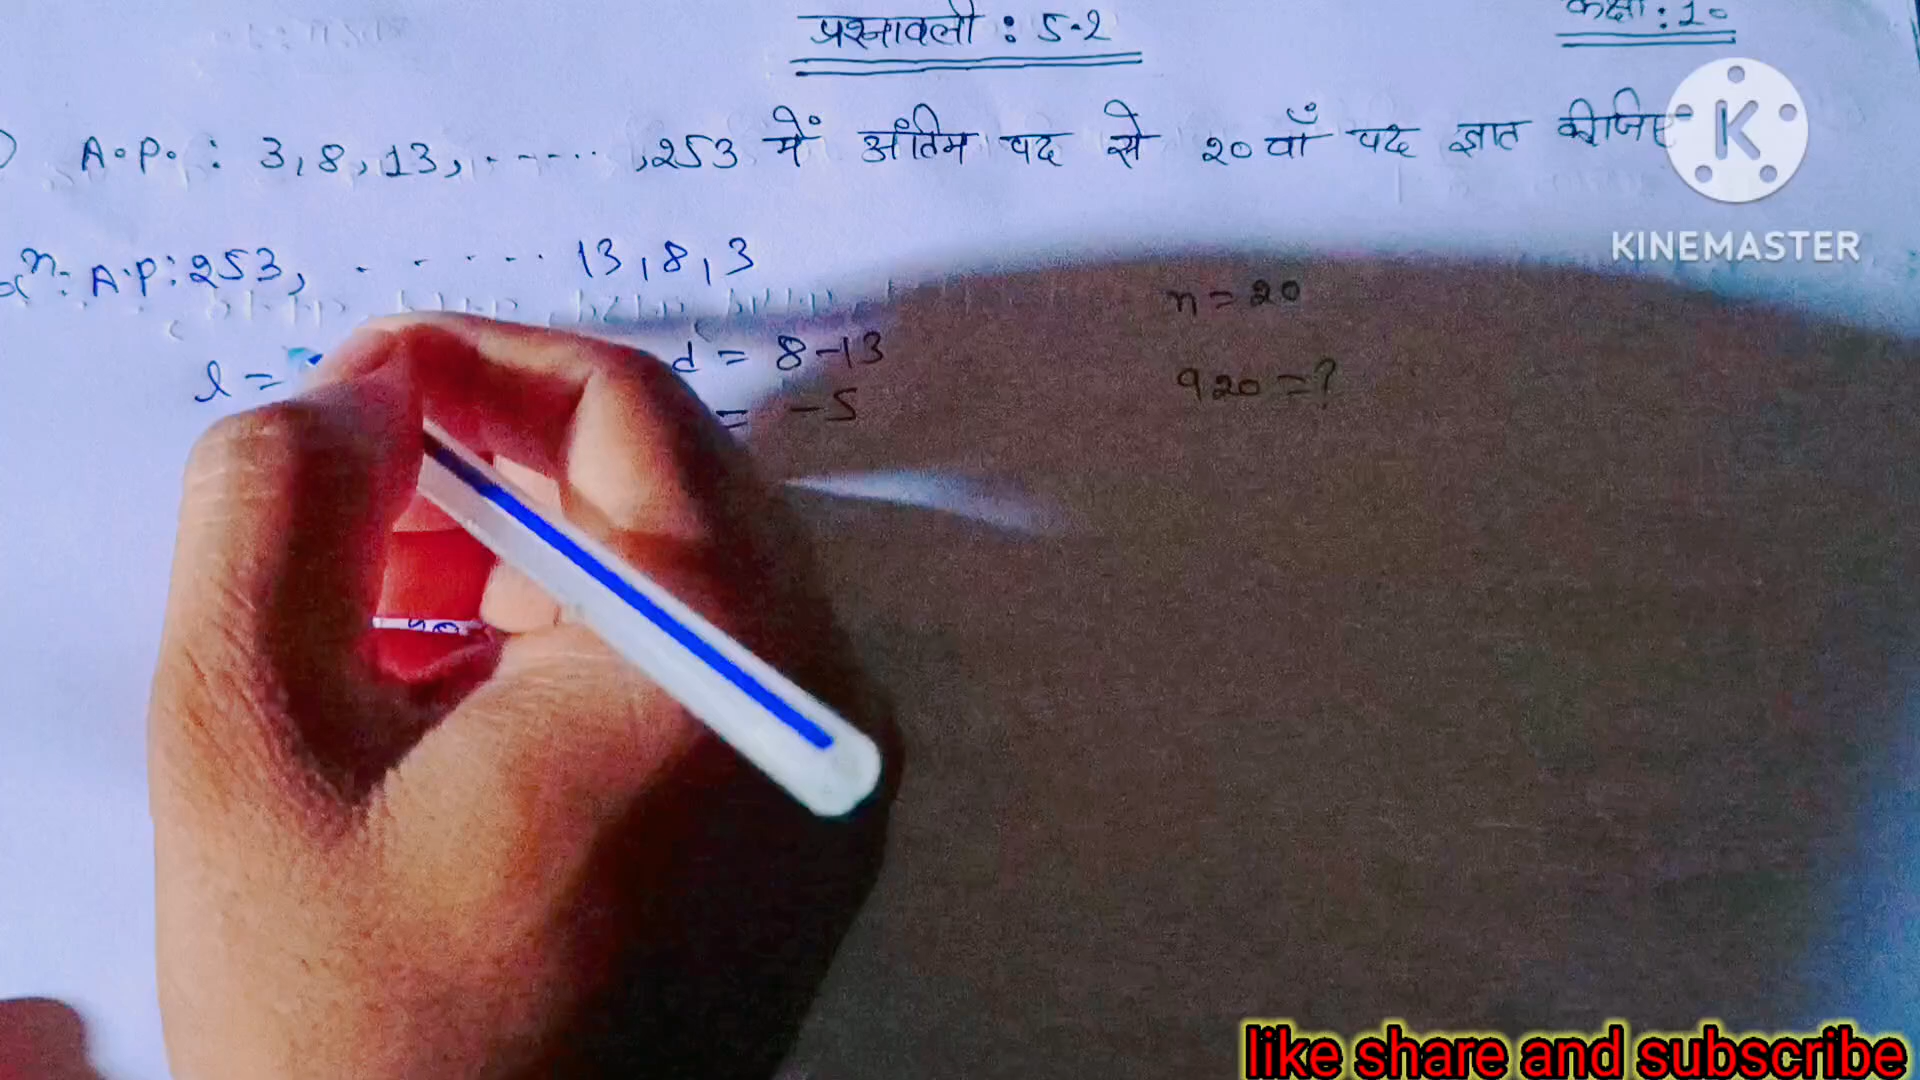 प्रश्नावली : 5.2
कक्षा : 10
A.P. : 3, 8, 13, ......., 253 में अंतिम पद से 20 वाँ पद ज्ञात कीजिए
KINEMASTER
A.P: 253, ...... 13, 8, 3
n = 20
l =
d = 8-13
a20 = ?
= -5
like share and subscribe